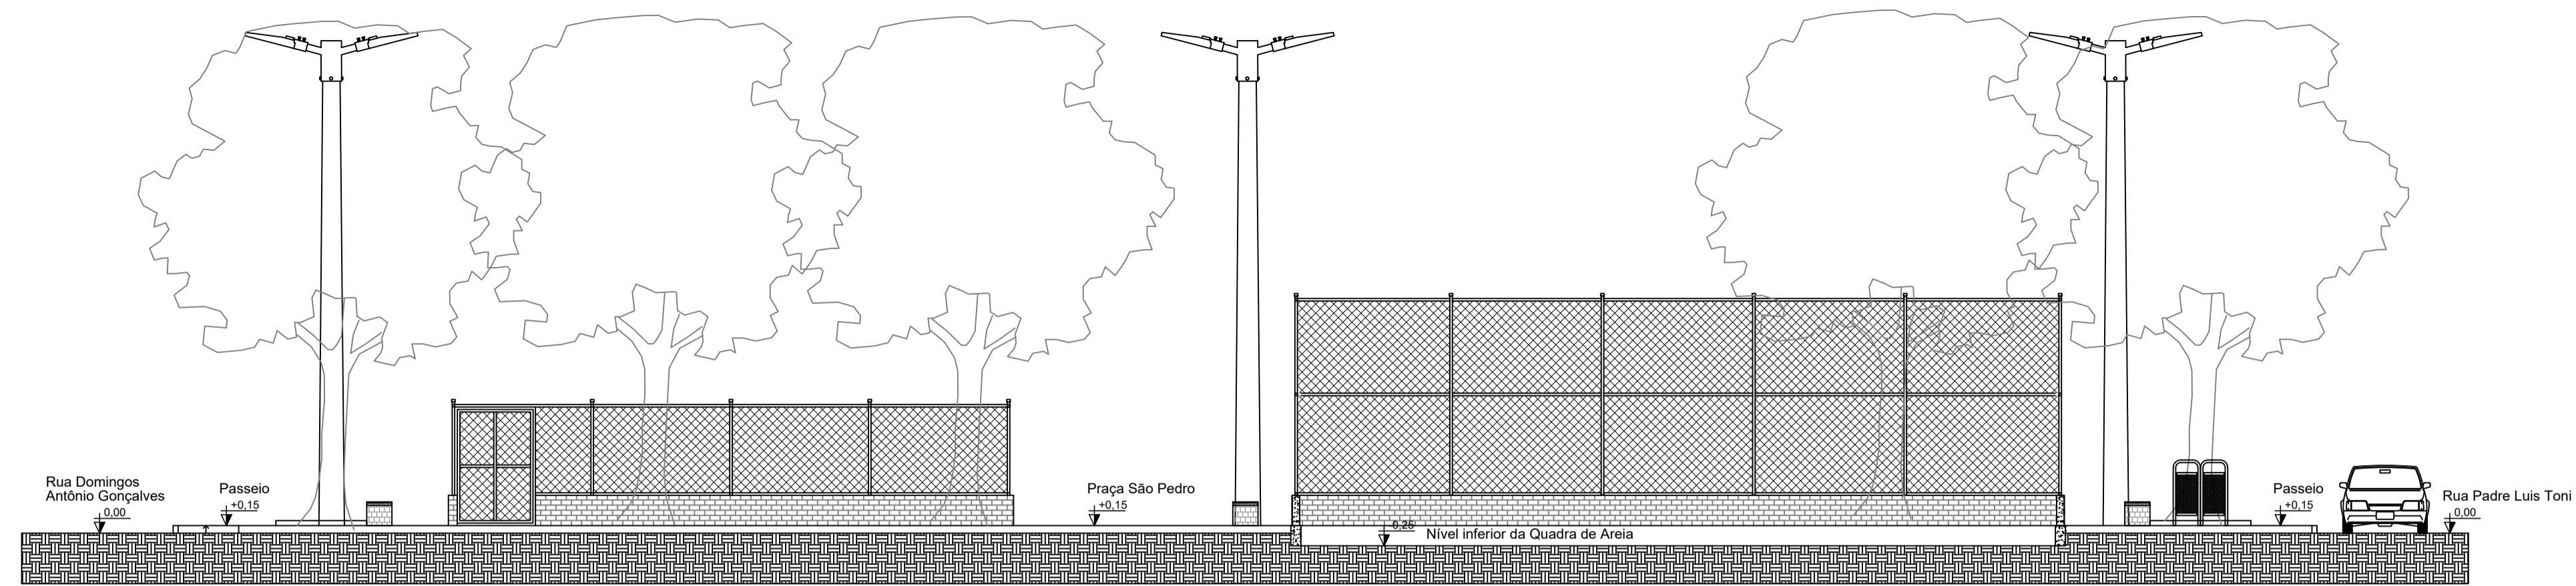 Rua Domingos
Antônio Gonçalves
0,00
Passeio
+0,15
Praça São Pedro
+0,15
-0,25
Nível inferior da Quadra de Areia
Passeio
+0,15
Rua Padre Luis Toni
0,00